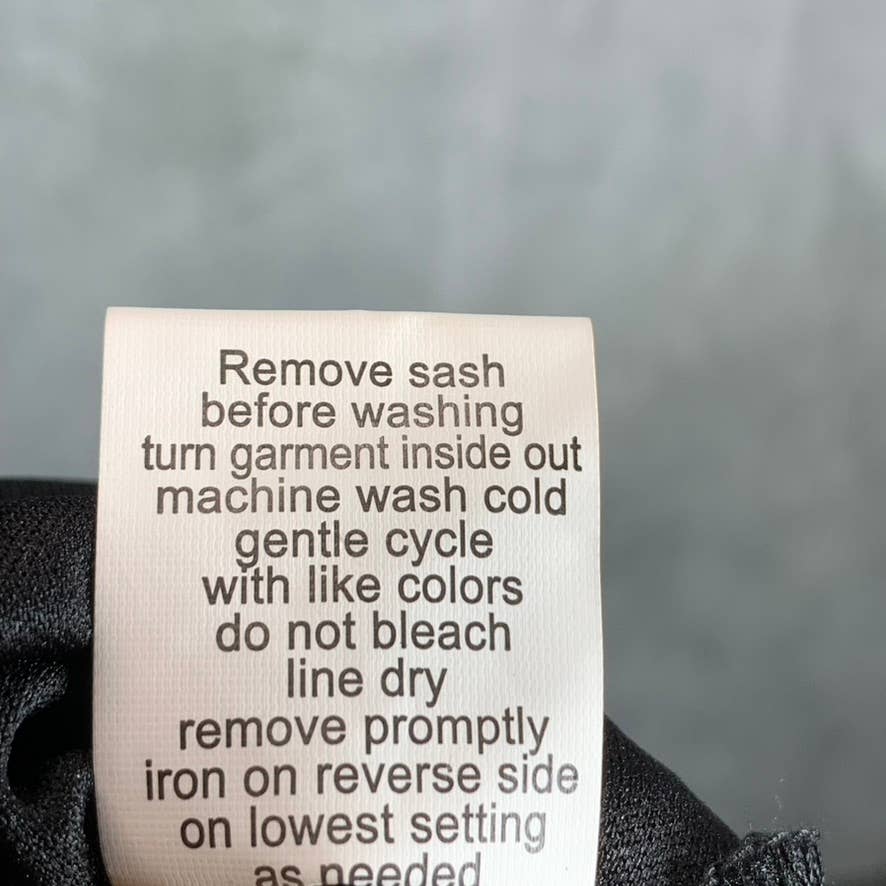 Remove sash
before washing
turn garment inside out
machine wash cold
gentle cycle
with like colors
do not bleach
line dry
remove promptly
iron on reverse side
on lowest setting
as needed